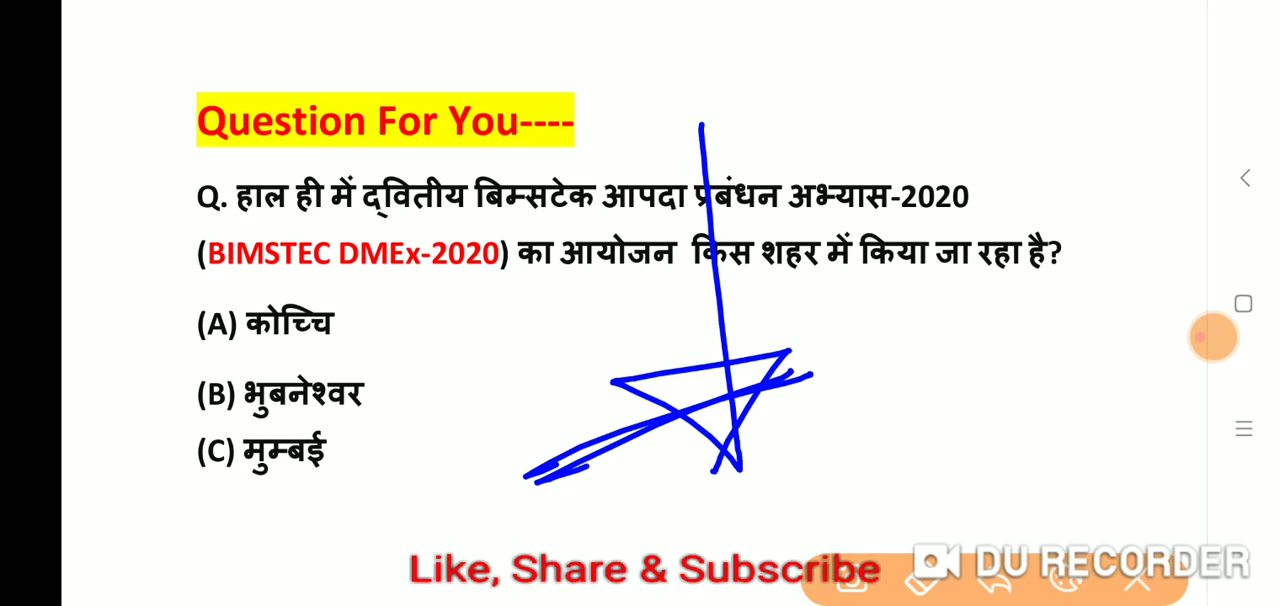 Question For You----
Q. हाल ही में द्वितीय बिम्सटेक आपदा प्रबंधन अभ्यास-2020
(BIMSTEC DMEx-2020) का आयोजन किस शहर में किया जा रहा है?
(A) कोच्चि
(B) भुबनेश्वर
(C) मुम्बई
Like, Share & Subscribe
DU RECORDER